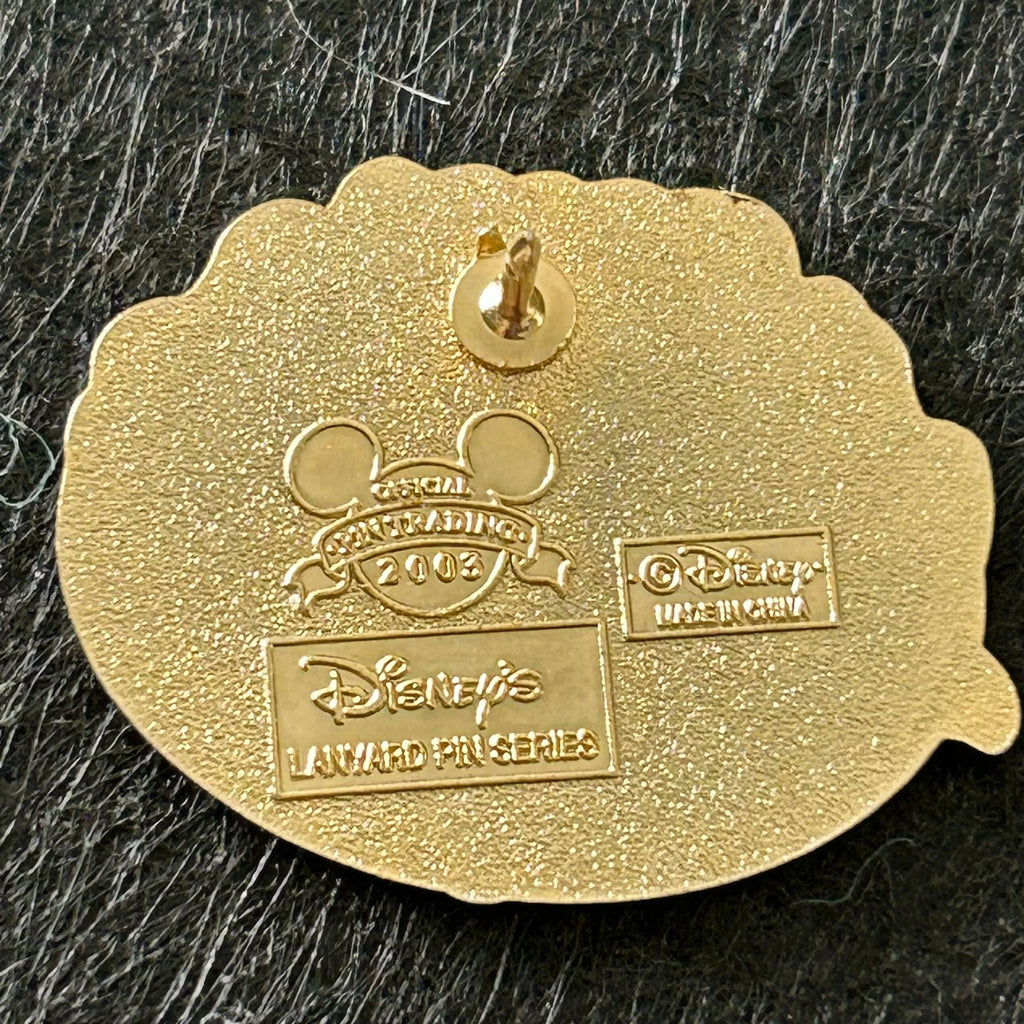 OFFICIAL
PIN TRADING
2003
© Disney
MADE IN CHINA
Disney's
LANYARD PIN SERIES